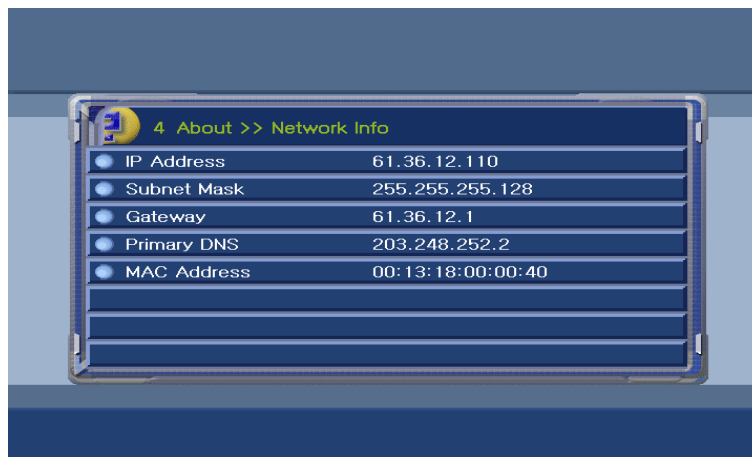 4 About >> Network Info
IP Address 61.36.12.110
Subnet Mask 255.255.255.128
Gateway 61.36.12.1
Primary DNS 203.248.252.2
MAC Address 00:13:18:00:00:40